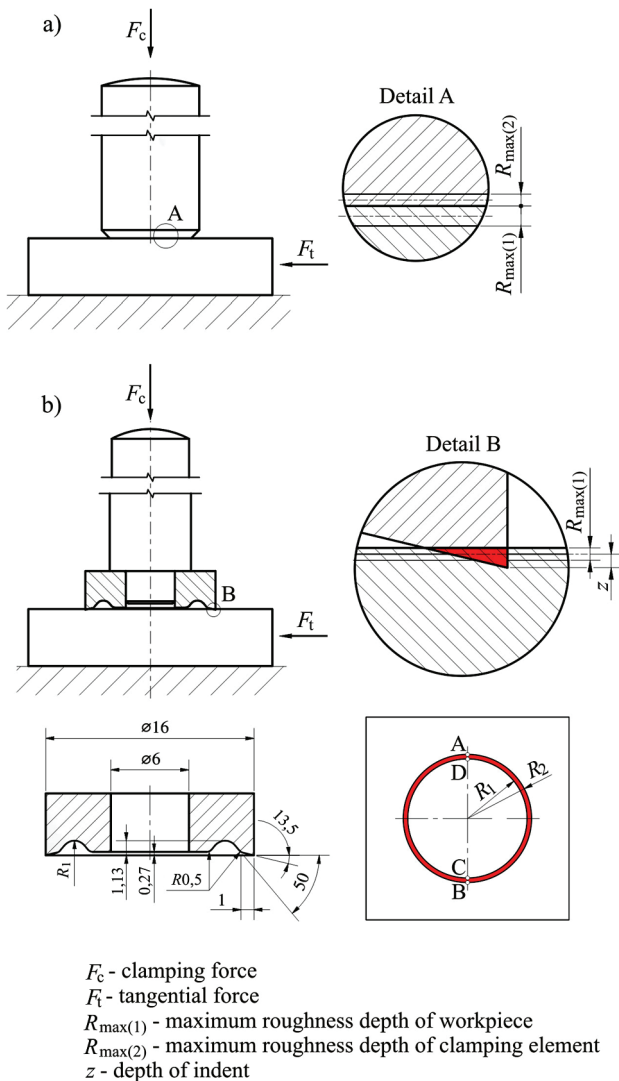 a)
Fc
Detail A
Rmax(2)
A
Ft
Rmax(1)
b)
Fc
Detail B
Rmax(1)
B
z
Ft
⌀16
⌀6
13,5
R1
1,13
0,27
R0,5
1
50
A
D
R1
R2
C
B
Fc - clamping force
Ft - tangential force
Rmax(1) - maximum roughness depth of workpiece
Rmax(2) - maximum roughness depth of clamping element
z - depth of indent